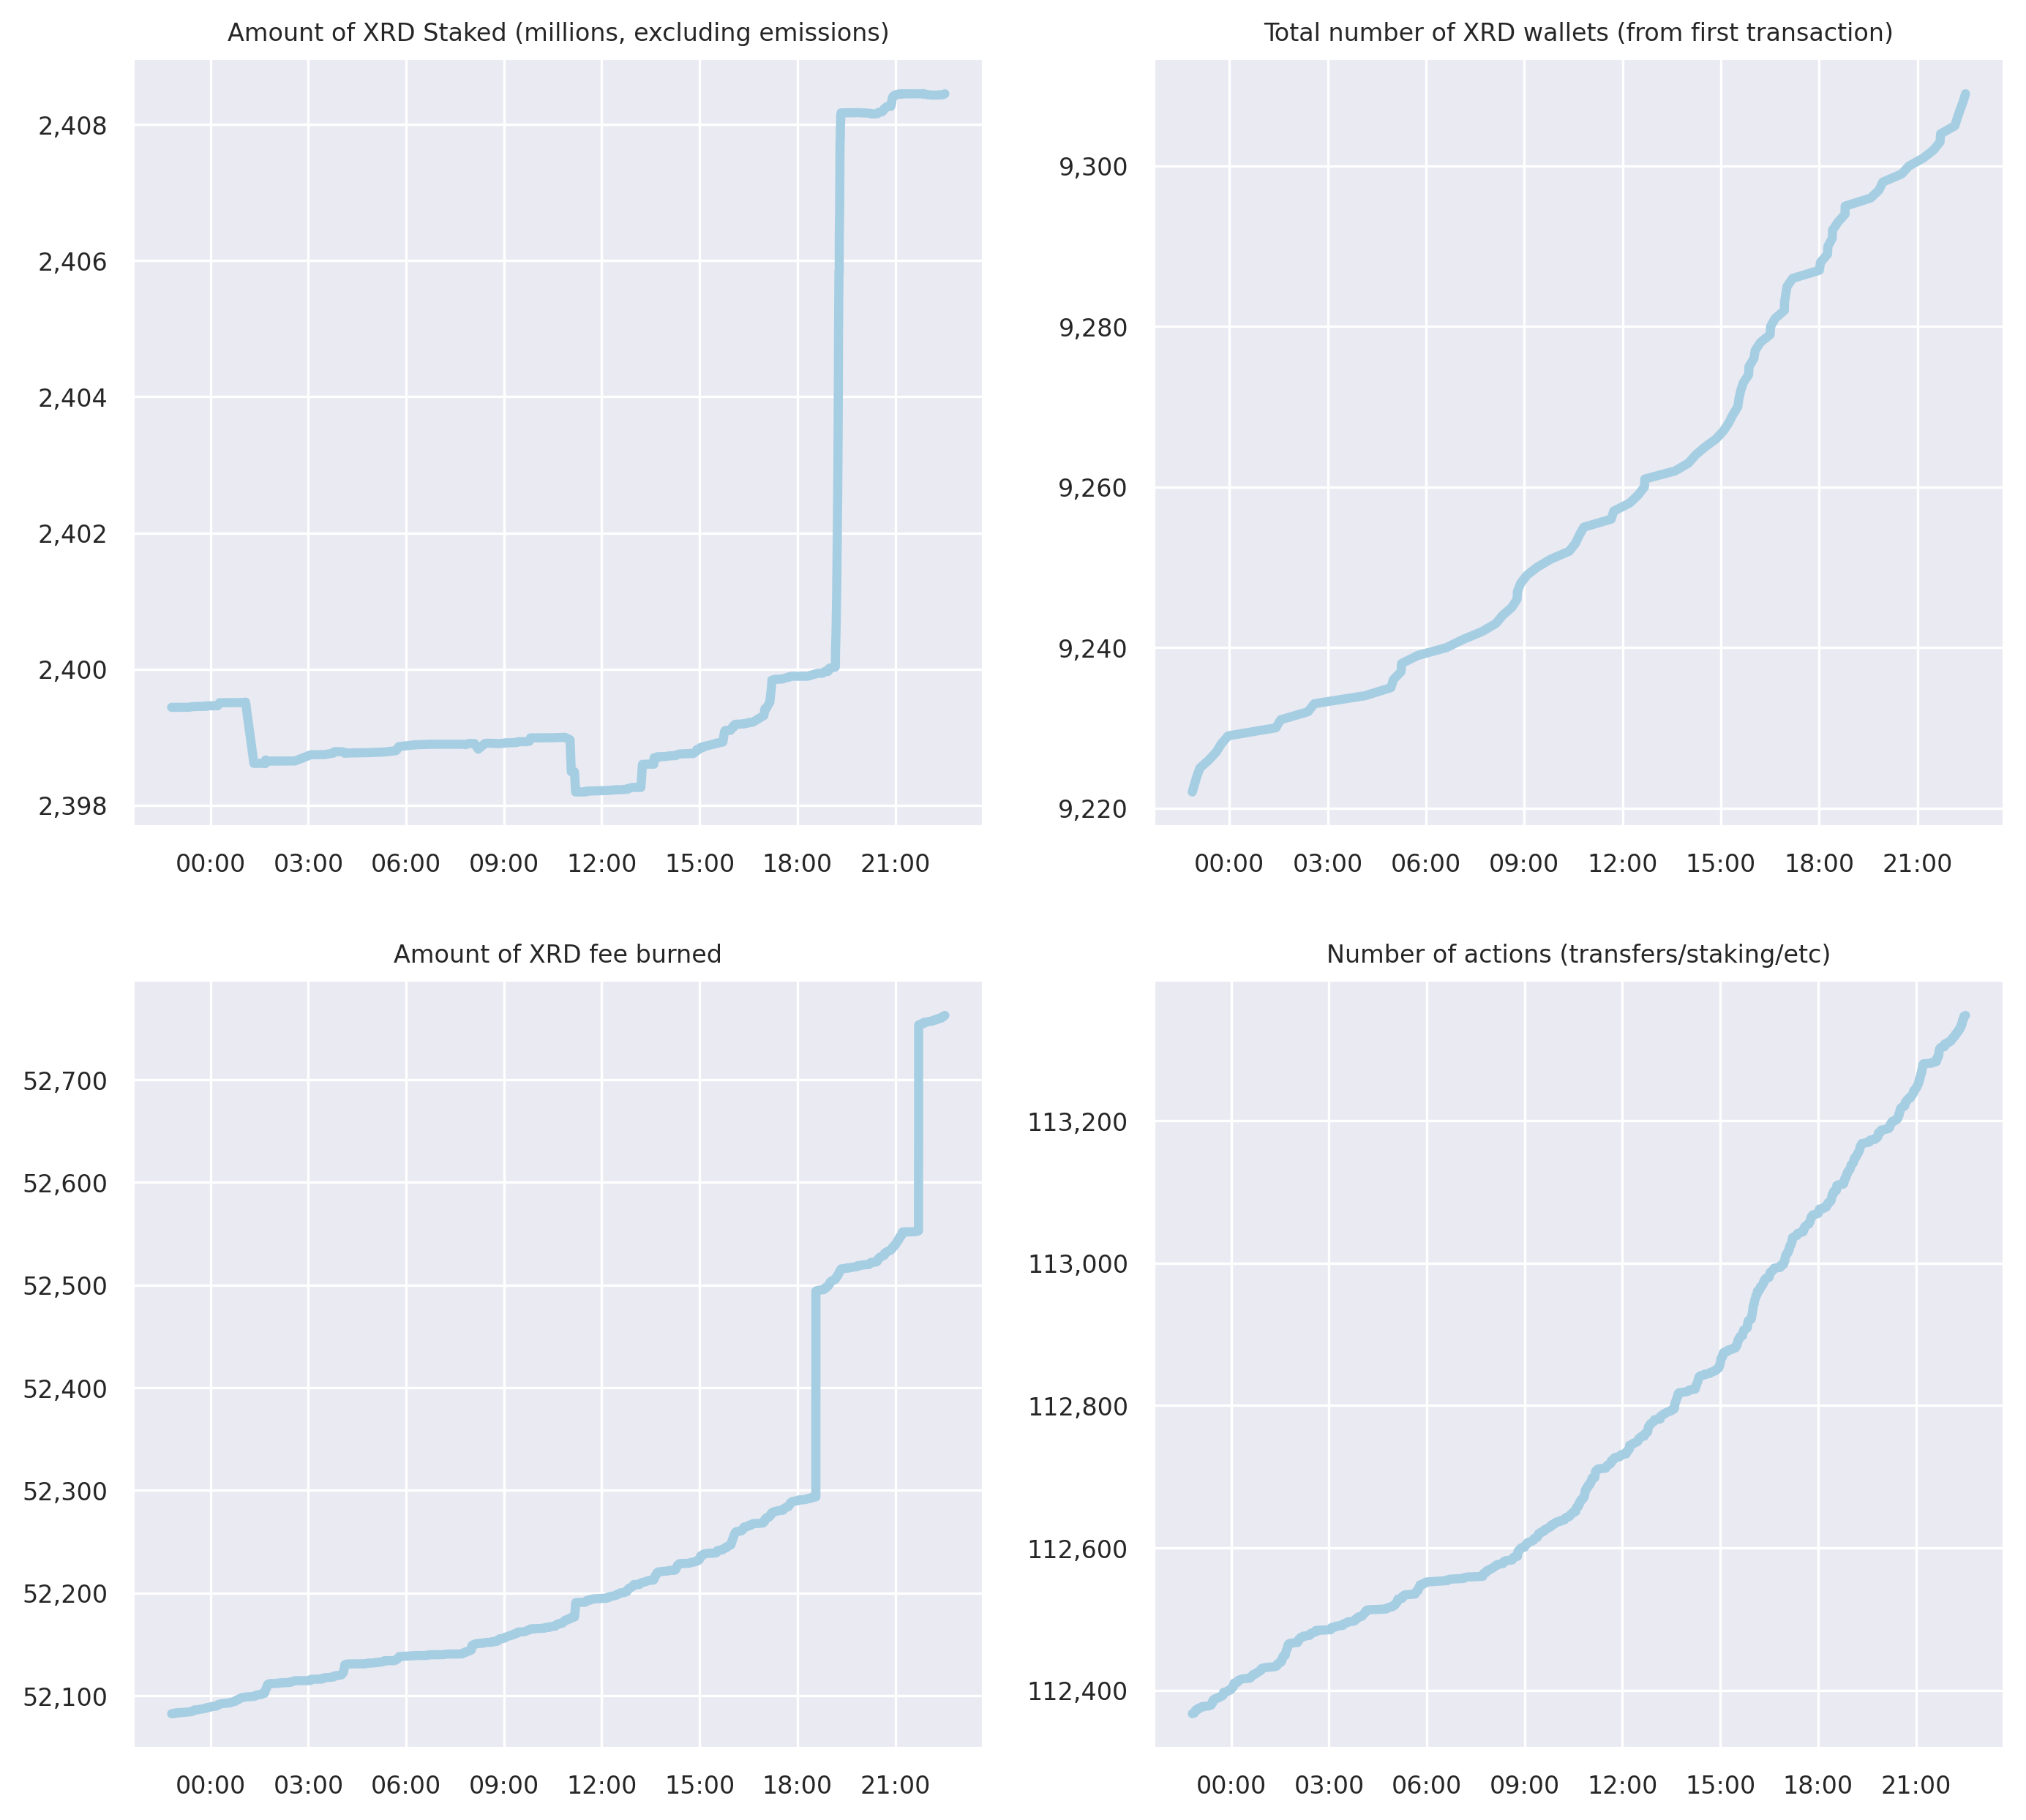 Amount of XRD Staked (millions, excluding emissions)
2,408
2,406
2,404
2,402
2,400
2,398
00:00 03:00 06:00 09:00 12:00 15:00 18:00 21:00
Total number of XRD wallets (from first transaction)
9,300
9,280
9,260
9,240
9,220
00:00 03:00 06:00 09:00 12:00 15:00 18:00 21:00
Amount of XRD fee burned
52,700
52,600
52,500
52,400
52,300
52,200
52,100
00:00 03:00 06:00 09:00 12:00 15:00 18:00 21:00
Number of actions (transfers/staking/etc)
113,200
113,000
112,800
112,600
112,400
00:00 03:00 06:00 09:00 12:00 15:00 18:00 21:00